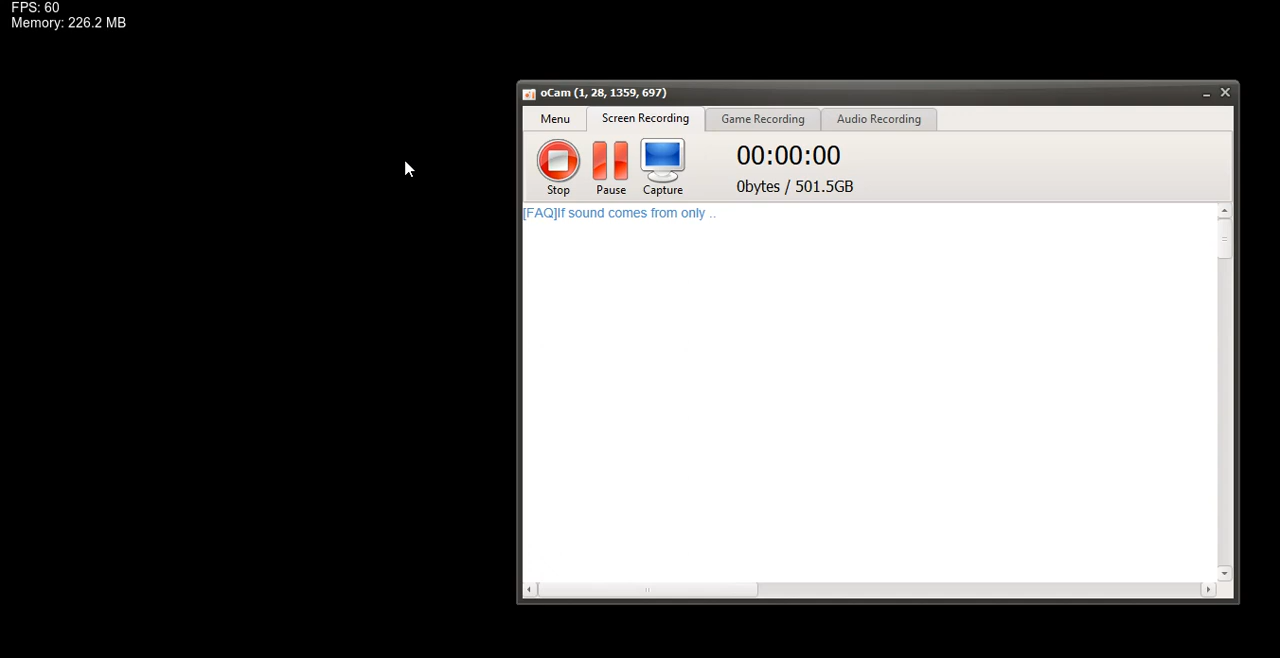 FPS: 60
Memory: 226.2 MB
oCam (1, 28, 1359, 697)
Menu Screen Recording Game Recording Audio Recording
00:00:00
0bytes / 501.5GB
Stop Pause Capture
[FAQ]If sound comes from only ..